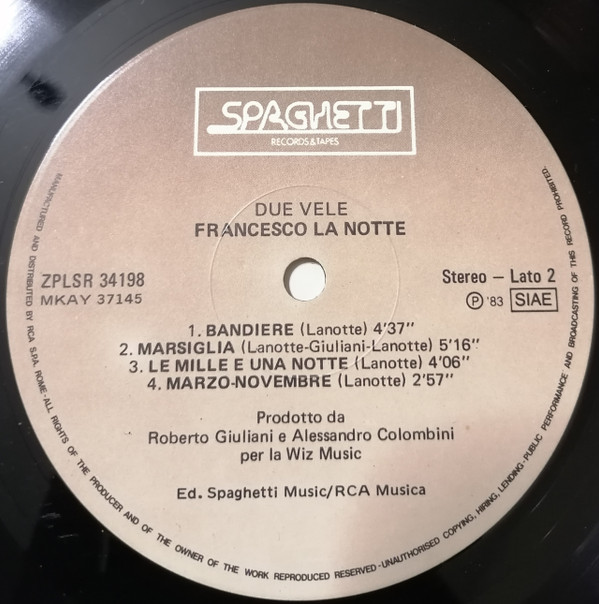 SPAGHETTI
RECORDS & TAPES
DUE VELE
FRANCESCO LA NOTTE
ZPLSR 34198
MKAY 37145
Stereo – Lato 2
Ⓟ '83 SIAE
1. BANDIERE (Lanotte) 4'37''
2. MARSIGLIA (Lanotte-Giuliani-Lanotte) 5'16''
3. LE MILLE E UNA NOTTE (Lanotte) 4'06''
4. MARZO-NOVEMBRE (Lanotte) 2'57''
Prodotto da
Roberto Giuliani e Alessandro Colombini
per la Wiz Music
Ed. Spaghetti Music/RCA Musica
MANUFACTURED AND DISTRIBUTED BY RCA S.P.A. ROME-ALL RIGHTS OF THE PRODUCER AND OF THE OWNER OF THE WORK REPRODUCED RESERVED-UNAUTHORISED COPYING, HIRING, LENDING-PUBLIC PERFORMANCE AND BROADCASTING OF THIS RECORD PROHIBITED.